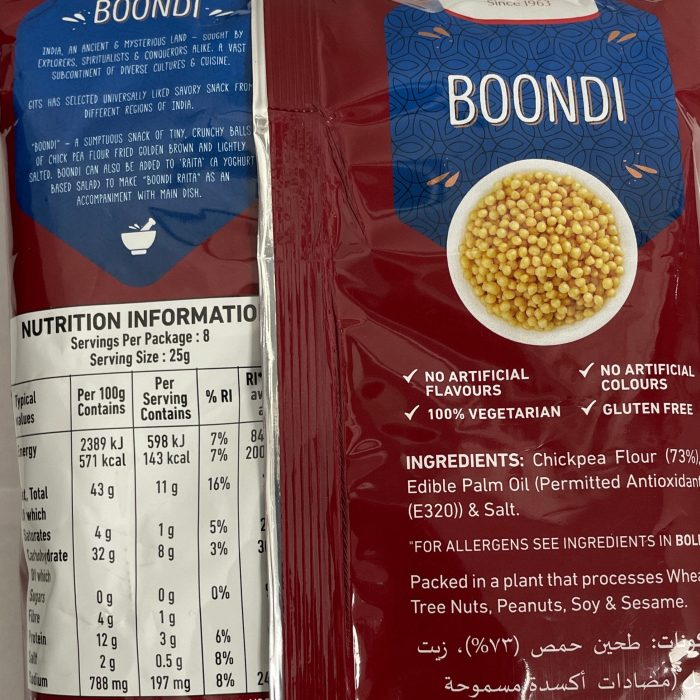 BOONDI
INDIA, AN ANCIENT & MYSTERIOUS LAND - SOUGHT BY
EXPLORERS, SPIRITUALISTS & CONQUERORS ALIKE. A VAST
SUBCONTINENT OF DIVERSE CULTURES & CUISINE.
GITS HAS SELECTED UNIVERSALLY LIKED SAVORY SNACK FROM
DIFFERENT REGIONS OF INDIA.
"BOONDI" - A SUMPTUOUS SNACK OF TINY, CRUNCHY BALLS
OF CHICK PEA FLOUR FRIED GOLDEN BROWN AND LIGHTLY
SALTED. BOONDI CAN ALSO BE ADDED TO 'RAITA' (A YOGHURT
BASED SALAD) TO MAKE "BOONDI RAITA" AS AN
ACCOMPANIMENT WITH MAIN DISH.
NUTRITION INFORMATIO
Servings Per Package : 8
Serving Size : 25g
Typical values Per 100g Contains Per Serving Contains % RI RI*
Energy 2389 kJ 598 kJ 7% 84
571 kcal 143 kcal 7% 200
Total 43 g 11 g 16%
which
Saturates 4 g 1 g 5%
Carbohydrate 32 g 8 g 3%
Of which
Sugars 0 g 0 g 0%
Fibre 4 g 1 g
Protein 12 g 3 g 6%
Salt 2 g 0.5 g 8%
Sodium 788 mg 197 mg 8% 24
Since 1963
BOONDI
✓ NO ARTIFICIAL FLAVOURS
✓ NO ARTIFICIAL COLOURS
✓ 100% VEGETARIAN
✓ GLUTEN FREE
INGREDIENTS: Chickpea Flour (73%),
Edible Palm Oil (Permitted Antioxidant
(E320)) & Salt.
"FOR ALLERGENS SEE INGREDIENTS IN BOL
Packed in a plant that processes Whea
Tree Nuts, Peanuts, Soy & Sesame.
ونات: طحين حمص (٧٣%)، زيت
(مضادات أكسدة مسموحة